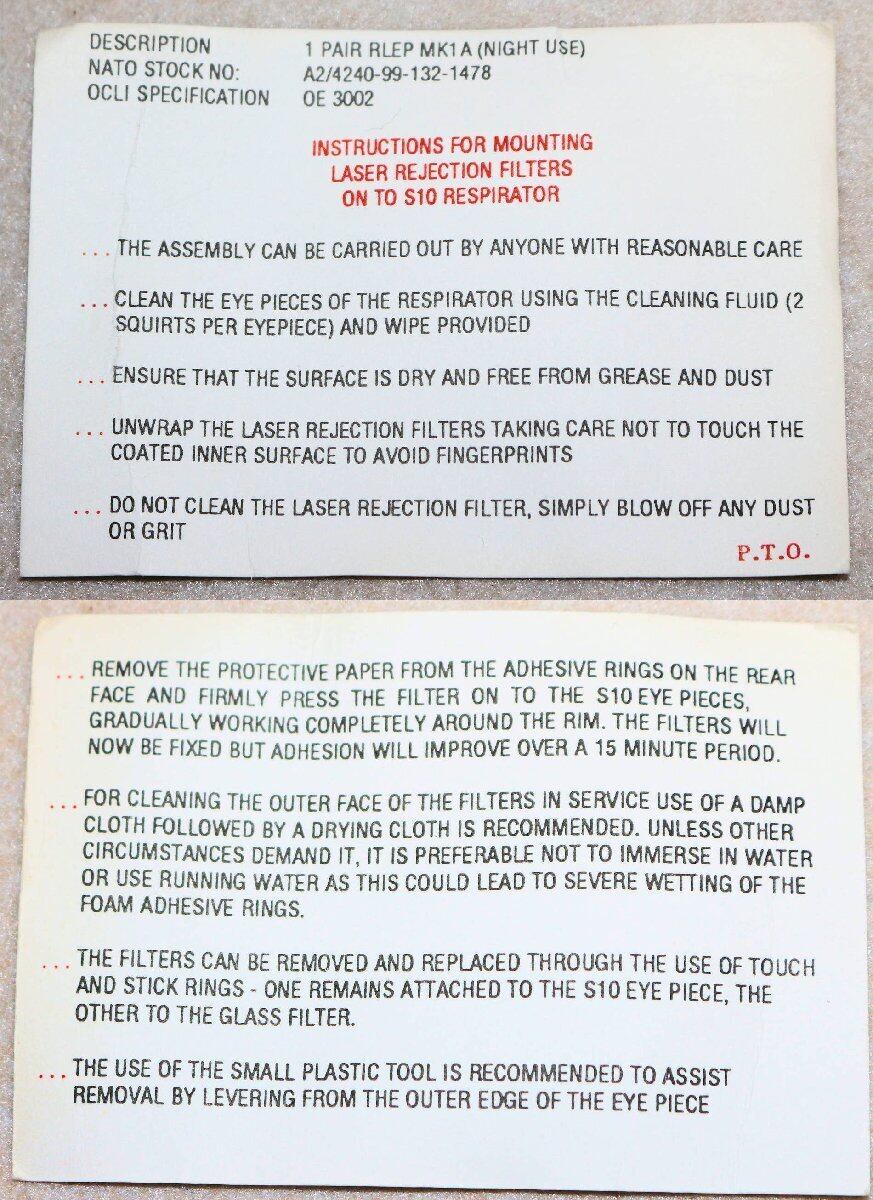 DESCRIPTION 1 PAIR RLEP MK1A (NIGHT USE)
NATO STOCK NO: A2/4240-99-132-1478
OCLI SPECIFICATION OE 3002
INSTRUCTIONS FOR MOUNTING
LASER REJECTION FILTERS
ON TO S10 RESPIRATOR
... THE ASSEMBLY CAN BE CARRIED OUT BY ANYONE WITH REASONABLE CARE
... CLEAN THE EYE PIECES OF THE RESPIRATOR USING THE CLEANING FLUID (2
SQUIRTS PER EYEPIECE) AND WIPE PROVIDED
... ENSURE THAT THE SURFACE IS DRY AND FREE FROM GREASE AND DUST
... UNWRAP THE LASER REJECTION FILTERS TAKING CARE NOT TO TOUCH THE
COATED INNER SURFACE TO AVOID FINGERPRINTS
... DO NOT CLEAN THE LASER REJECTION FILTER, SIMPLY BLOW OFF ANY DUST
OR GRIT
P.T.O.
... REMOVE THE PROTECTIVE PAPER FROM THE ADHESIVE RINGS ON THE REAR
FACE AND FIRMLY PRESS THE FILTER ON TO THE S10 EYE PIECES,
GRADUALLY WORKING COMPLETELY AROUND THE RIM. THE FILTERS WILL
NOW BE FIXED BUT ADHESION WILL IMPROVE OVER A 15 MINUTE PERIOD.
... FOR CLEANING THE OUTER FACE OF THE FILTERS IN SERVICE USE OF A DAMP
CLOTH FOLLOWED BY A DRYING CLOTH IS RECOMMENDED. UNLESS OTHER
CIRCUMSTANCES DEMAND IT, IT IS PREFERABLE NOT TO IMMERSE IN WATER
OR USE RUNNING WATER AS THIS COULD LEAD TO SEVERE WETTING OF THE
FOAM ADHESIVE RINGS.
... THE FILTERS CAN BE REMOVED AND REPLACED THROUGH THE USE OF TOUCH
AND STICK RINGS - ONE REMAINS ATTACHED TO THE S10 EYE PIECE, THE
OTHER TO THE GLASS FILTER.
... THE USE OF THE SMALL PLASTIC TOOL IS RECOMMENDED TO ASSIST
REMOVAL BY LEVERING FROM THE OUTER EDGE OF THE EYE PIECE